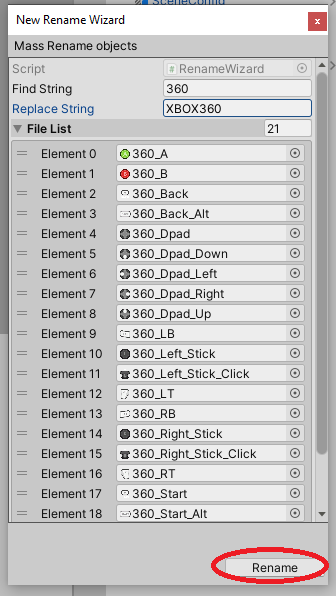 SceneConfig
New Rename Wizard
Mass Rename objects
Script #RenameWizard
Find String 360
Replace String XBOX360
File List 21
Element 0 360_A
Element 1 360_B
Element 2 360_Back
Element 3 360_Back_Alt
Element 4 360_Dpad
Element 5 360_Dpad_Down
Element 6 360_Dpad_Left
Element 7 360_Dpad_Right
Element 8 360_Dpad_Up
Element 9 360_LB
Element 10 360_Left_Stick
Element 11 360_Left_Stick_Click
Element 12 360_LT
Element 13 360_RB
Element 14 360_Right_Stick
Element 15 360_Right_Stick_Click
Element 16 360_RT
Element 17 360_Start
Element 18 360_Start_Alt
Rename